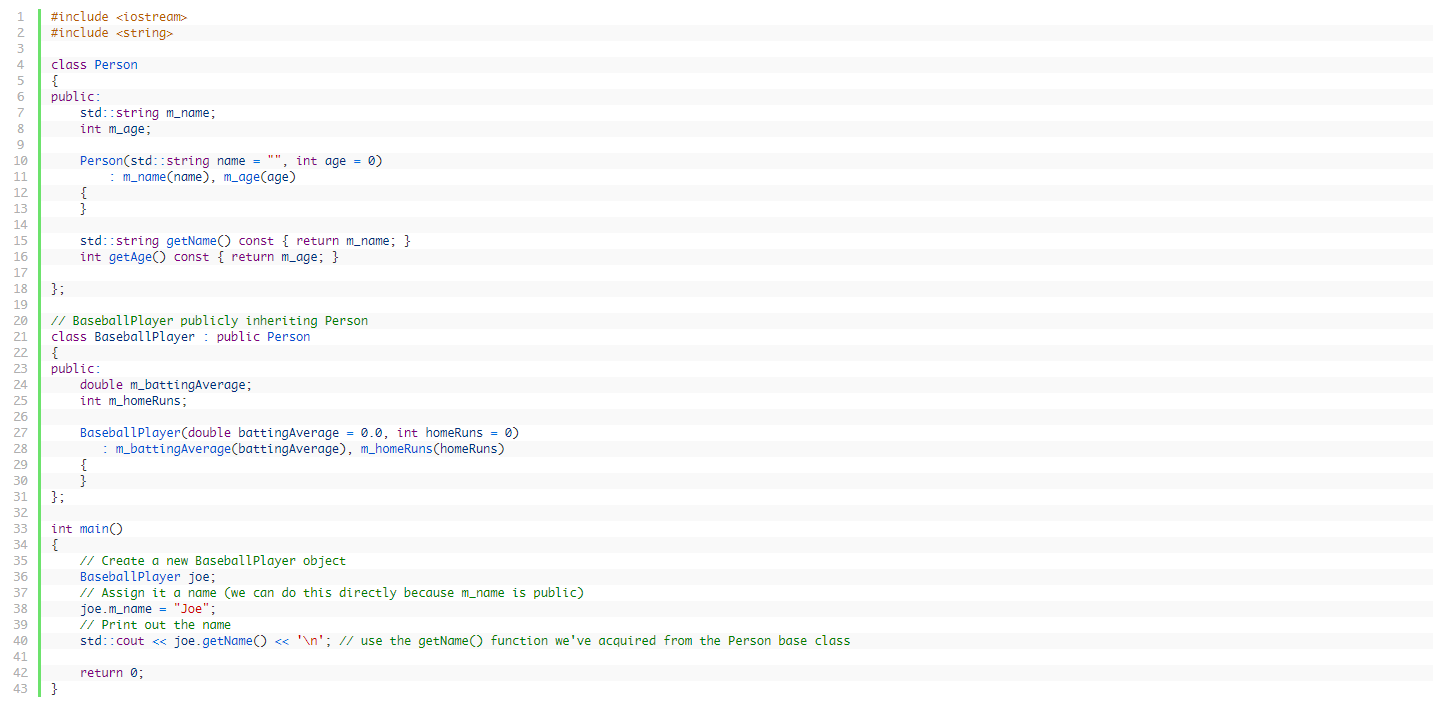 1 #include <iostream>
2 #include <string>
3
4 class Person
5 {
6 public:
7     std::string m_name;
8     int m_age;
9
10     Person(std::string name = "", int age = 0)
11         : m_name(name), m_age(age)
12     {
13     }
14
15     std::string getName() const { return m_name; }
16     int getAge() const { return m_age; }
17
18 };
19
20 // BaseballPlayer publicly inheriting Person
21 class BaseballPlayer : public Person
22 {
23 public:
24     double m_battingAverage;
25     int m_homeRuns;
26
27     BaseballPlayer(double battingAverage = 0.0, int homeRuns = 0)
28        : m_battingAverage(battingAverage), m_homeRuns(homeRuns)
29     {
30     }
31 };
32
33 int main()
34 {
35     // Create a new BaseballPlayer object
36     BaseballPlayer joe;
37     // Assign it a name (we can do this directly because m_name is public)
38     joe.m_name = "Joe";
39     // Print out the name
40     std::cout << joe.getName() << '\n'; // use the getName() function we've acquired from the Person base class
41
42     return 0;
43 }